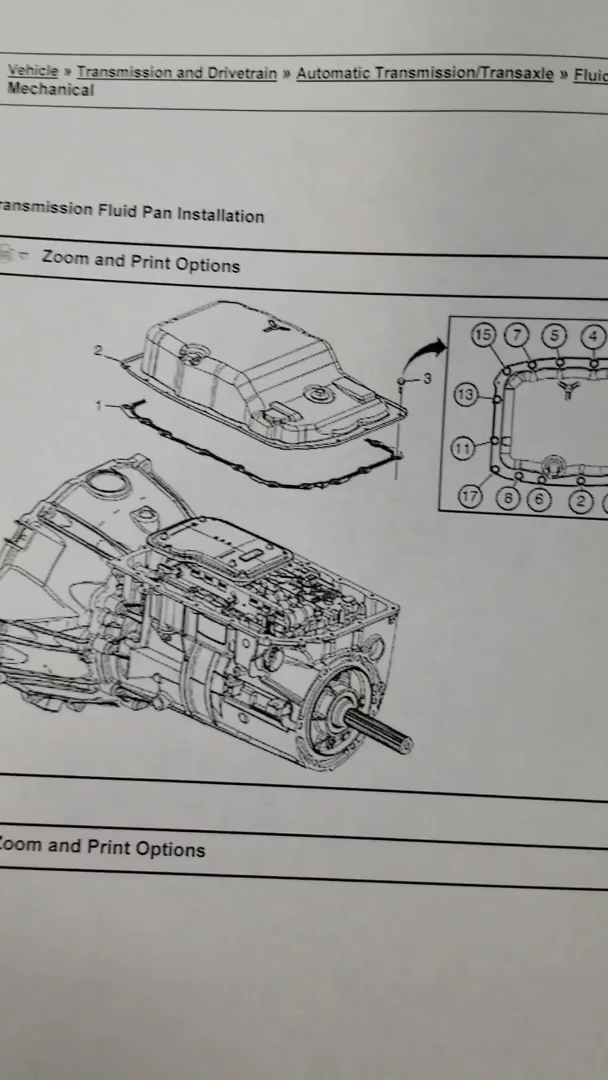 Vehicle » Transmission and Drivetrain » Automatic Transmission/Transaxle » Fluid
Mechanical
ransmission Fluid Pan Installation
Zoom and Print Options
15 7 5 4
2
3
1
13
11
17 8 6 2
Zoom and Print Options